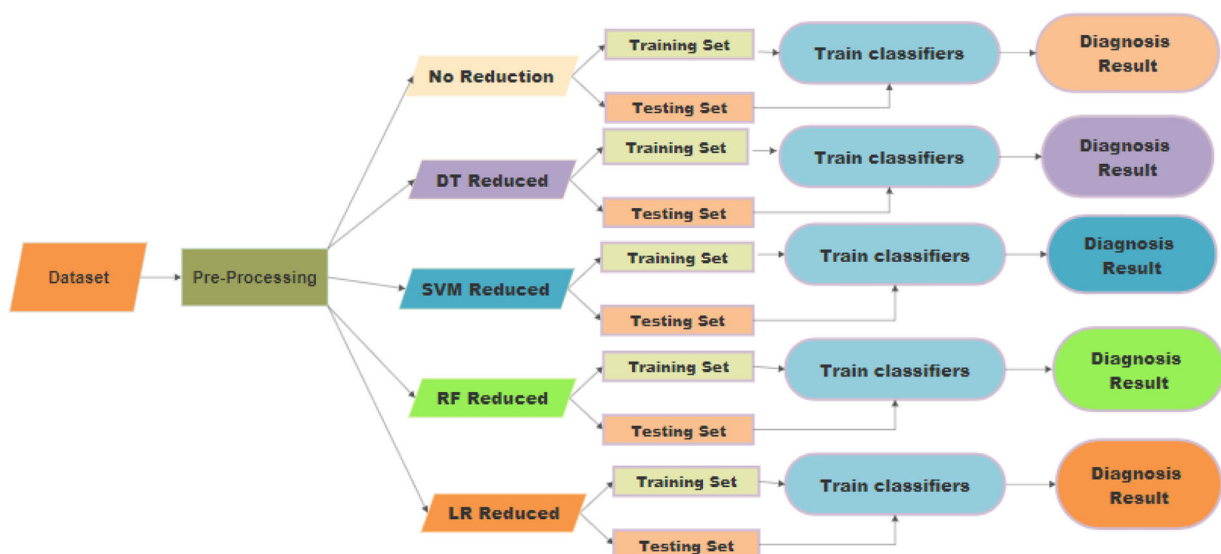 Dataset
Pre-Processing
No Reduction
Training Set
Testing Set
Train classifiers
Diagnosis
Result
DT Reduced
Training Set
Testing Set
Train classifiers
Diagnosis
Result
SVM Reduced
Training Set
Testing Set
Train classifiers
Diagnosis
Result
RF Reduced
Training Set
Testing Set
Train classifiers
Diagnosis
Result
LR Reduced
Training Set
Testing Set
Train classifiers
Diagnosis
Result